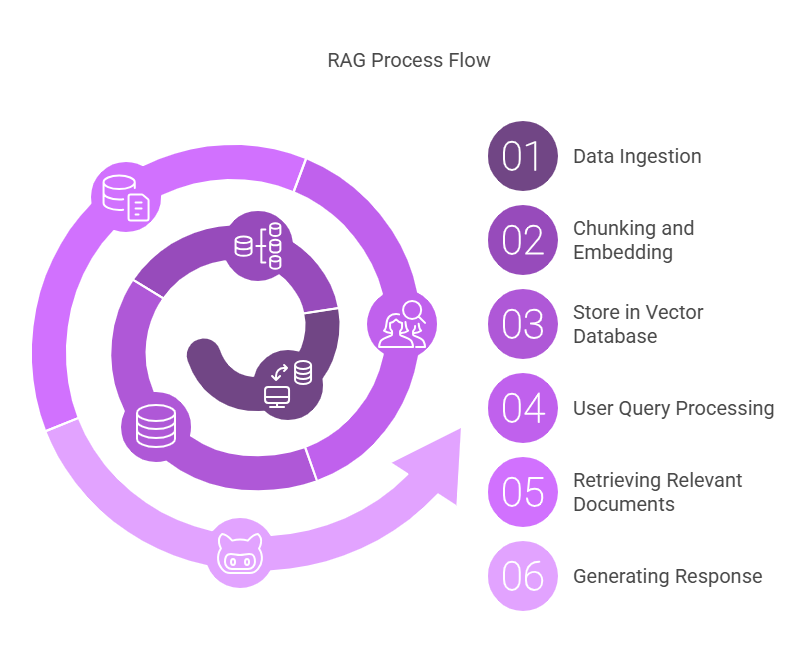 RAG Process Flow
01
Data Ingestion
02
Chunking and
Embedding
03
Store in Vector
Database
04
User Query Processing
05
Retrieving Relevant
Documents
06
Generating Response